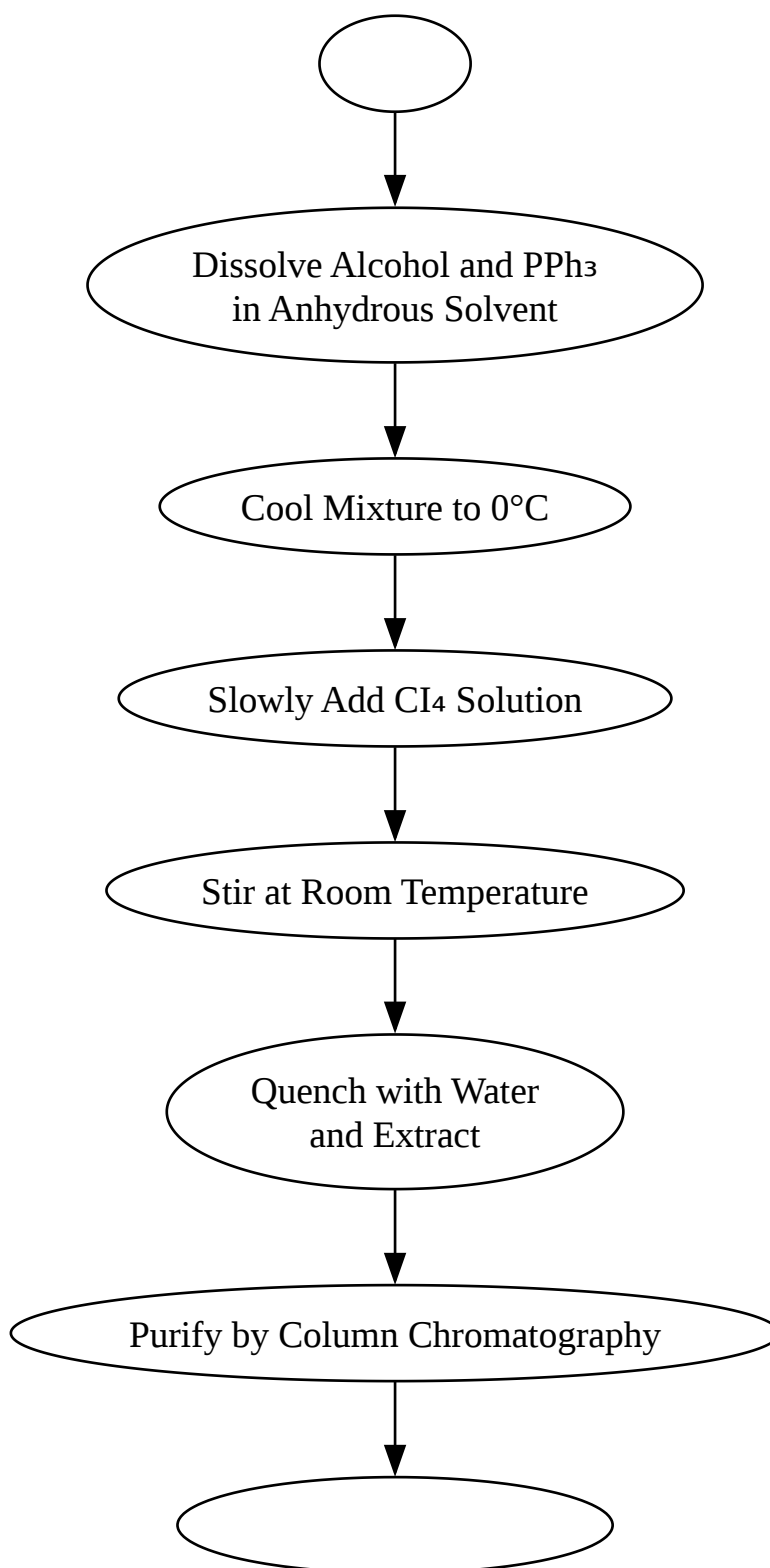 Dissolve Alcohol and PPh₃
in Anhydrous Solvent
Cool Mixture to 0°C
Slowly Add CI₄ Solution
Stir at Room Temperature
Quench with Water
and Extract
Purify by Column Chromatography